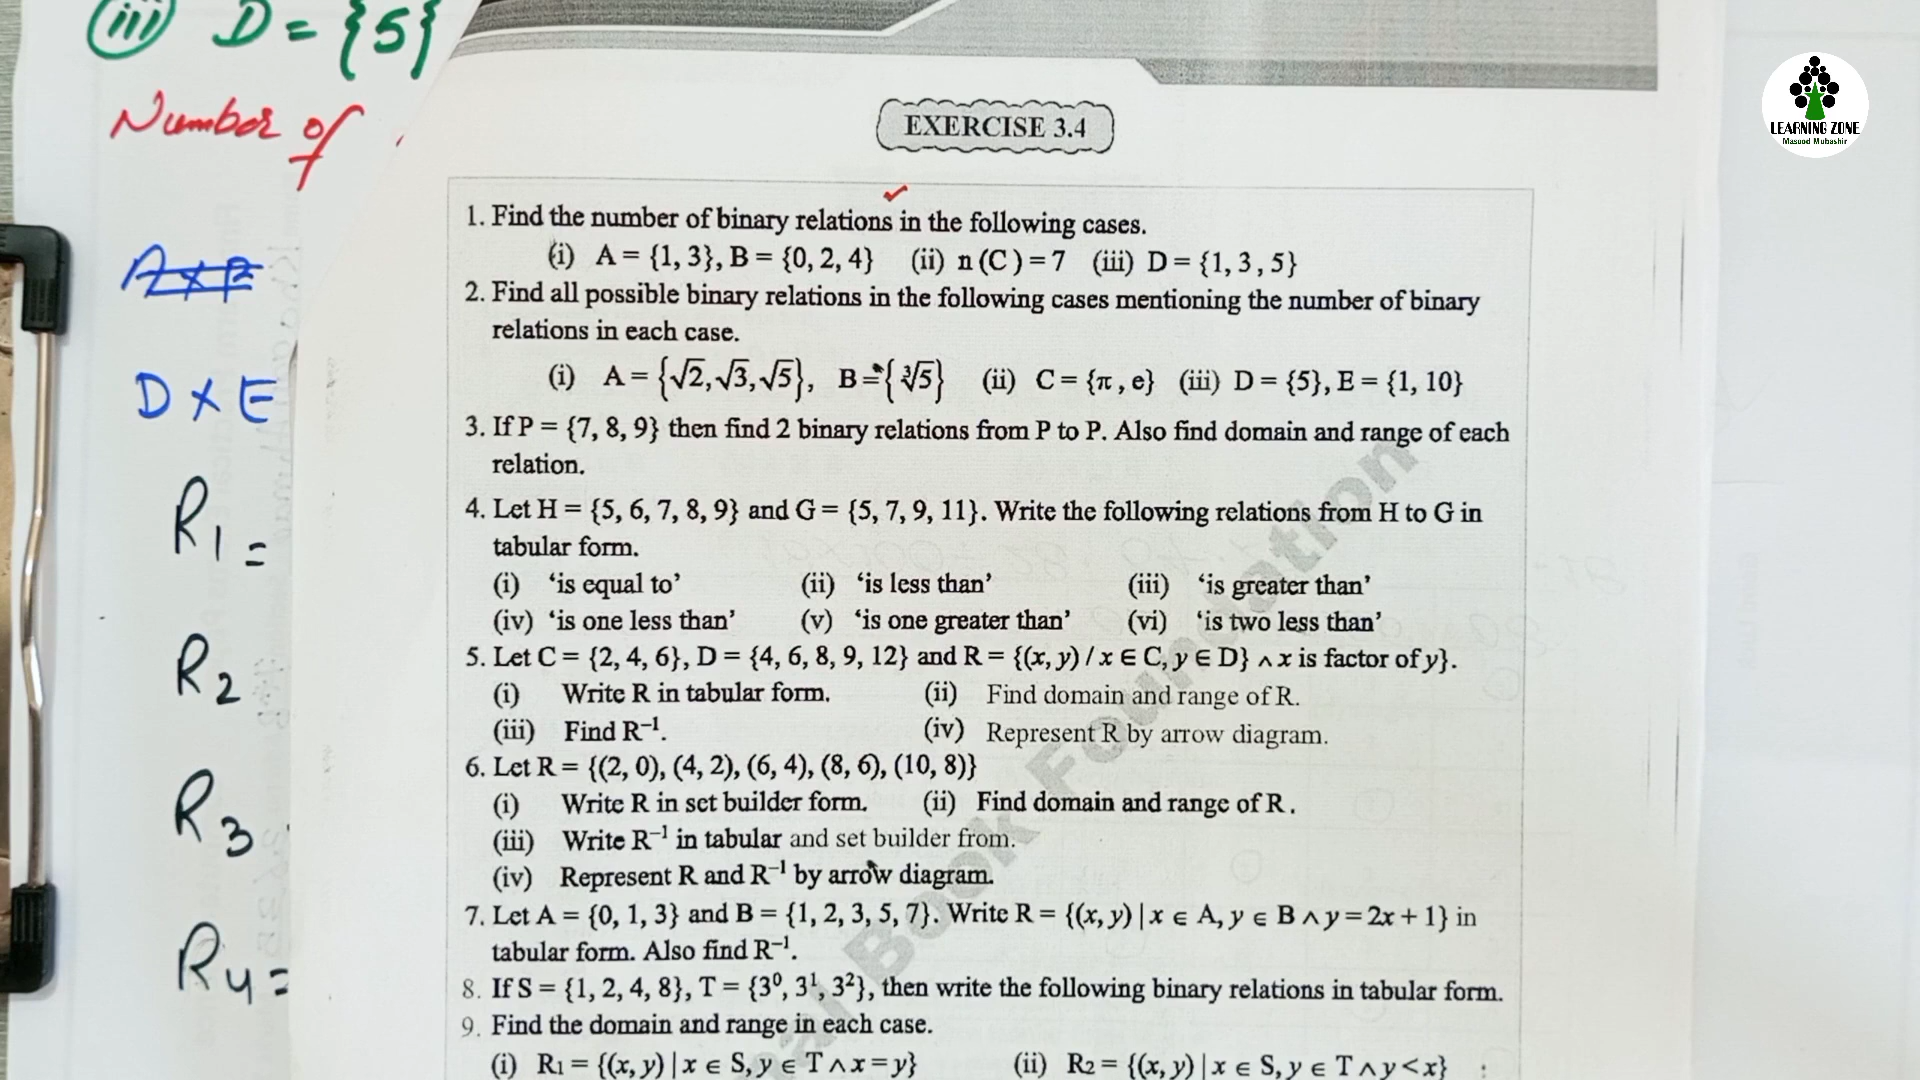 (iii) D = {5}
Number of
A×B
D × E
R1 =
R2
R3
R4=
LEARNING ZONE
Masuod Mubashir
EXERCISE 3.4
1. Find the number of binary relations in the following cases.
(i) A = {1, 3}, B = {0, 2, 4} (ii) n (C) = 7 (iii) D = {1, 3, 5}
2. Find all possible binary relations in the following cases mentioning the number of binary
relations in each case.
(i) A = {√2, √3, √5}, B = {∛5} (ii) C = {π, e} (iii) D = {5}, E = {1, 10}
3. If P = {7, 8, 9} then find 2 binary relations from P to P. Also find domain and range of each
relation.
4. Let H = {5, 6, 7, 8, 9} and G = {5, 7, 9, 11}. Write the following relations from H to G in
tabular form.
(i) ‘is equal to’ (ii) ‘is less than’ (iii) ‘is greater than’
(iv) ‘is one less than’ (v) ‘is one greater than’ (vi) ‘is two less than’
5. Let C = {2, 4, 6}, D = {4, 6, 8, 9, 12} and R = {(x, y) / x ∈ C, y ∈ D} ∧ x is factor of y}.
(i) Write R in tabular form. (ii) Find domain and range of R.
(iii) Find R⁻¹. (iv) Represent R by arrow diagram.
6. Let R = {(2, 0), (4, 2), (6, 4), (8, 6), (10, 8)}
(i) Write R in set builder form. (ii) Find domain and range of R.
(iii) Write R⁻¹ in tabular and set builder from.
(iv) Represent R and R⁻¹ by arrow diagram.
7. Let A = {0, 1, 3} and B = {1, 2, 3, 5, 7}. Write R = {(x, y) | x ∈ A, y ∈ B ∧ y = 2x + 1} in
tabular form. Also find R⁻¹.
8. If S = {1, 2, 4, 8}, T = {3⁰, 3¹, 3²}, then write the following binary relations in tabular form.
9. Find the domain and range in each case.
(i) R₁ = {(x, y) | x ∈ S, y ∈ T ∧ x = y} (ii) R₂ = {(x, y) | x ∈ S, y ∈ T ∧ y < x}
Book Foundation